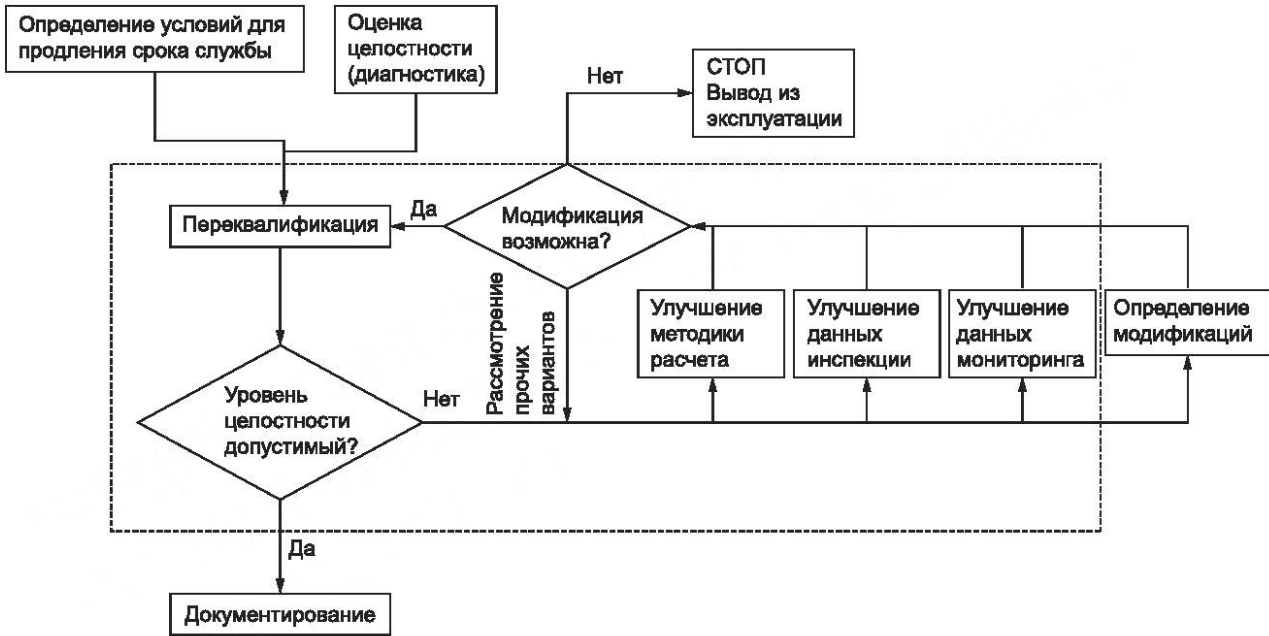 Определение условий для
продления срока службы
Оценка
целостности
(диагностика)
Нет
СТОП
Вывод из
эксплуатации
Переквалификация
Да
Модификация
возможна?
Рассмотрение
прочих
вариантов
Улучшение
методики
расчета
Улучшение
данных
инспекции
Улучшение
данных
мониторинга
Определение
модификаций
Уровень
целостности
допустимый?
Нет
Да
Документирование